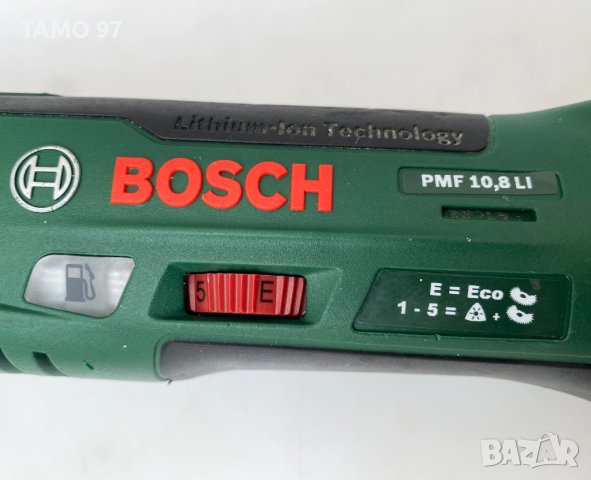 TAMO 97
Lithium-Ion Technology
BOSCH
PMF 10,8 LI
5 E
E = Eco
1 - 5 = +
BAZAR